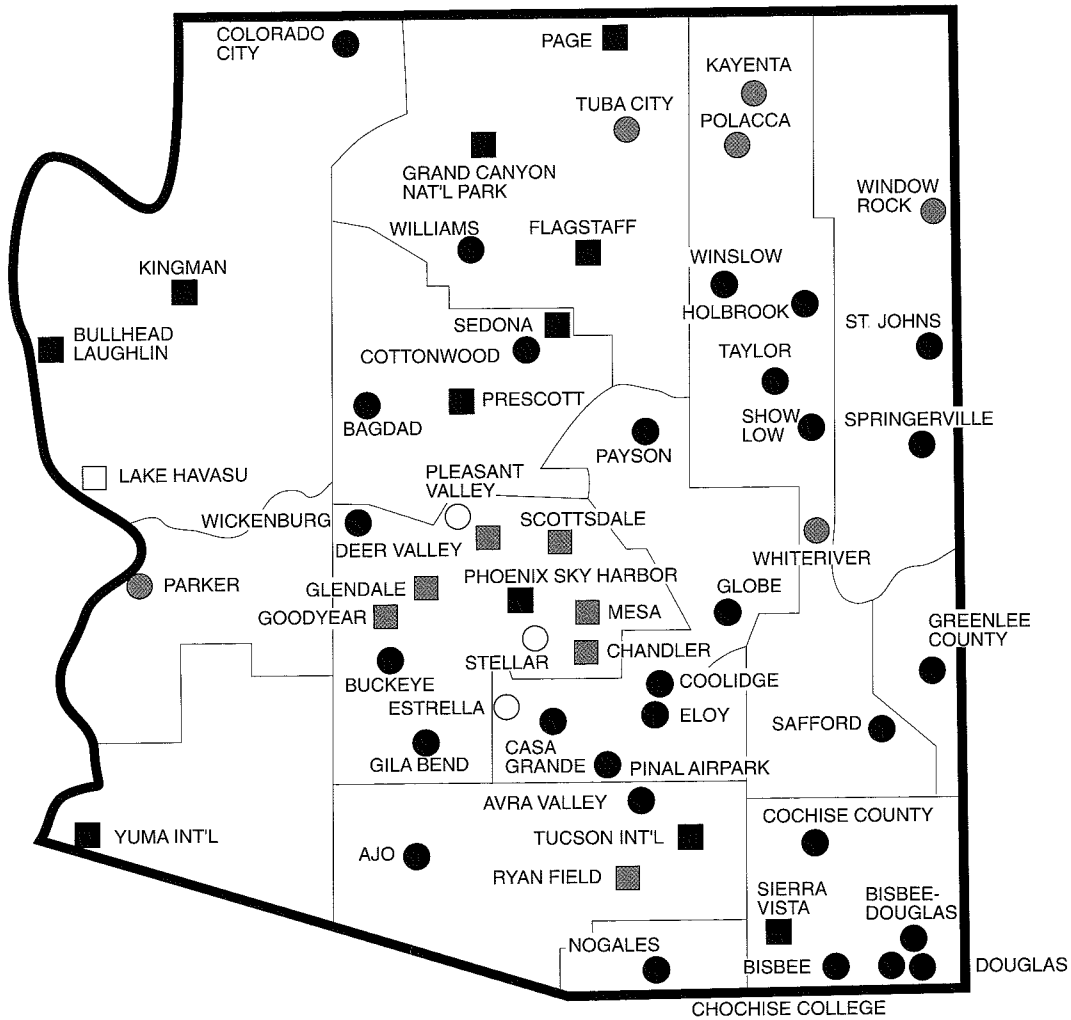 COLORADO
CITY
PAGE
KAYENTA
TUBA CITY
POLACCA
GRAND CANYON
NAT'L PARK
WINDOW
ROCK
WILLIAMS
FLAGSTAFF
WINSLOW
KINGMAN
HOLBROOK
SEDONA
ST. JOHNS
BULLHEAD
LAUGHLIN
COTTONWOOD
TAYLOR
PRESCOTT
BAGDAD
SHOW
LOW
SPRINGERVILLE
PAYSON
LAKE HAVASU
PLEASANT
VALLEY
WICKENBURG
SCOTTSDALE
DEER VALLEY
WHITERIVER
PARKER
GLENDALE
PHOENIX SKY HARBOR
GLOBE
GOODYEAR
MESA
GREENLEE
COUNTY
STELLAR
CHANDLER
BUCKEYE
COOLIDGE
ESTRELLA
ELOY
SAFFORD
CASA
GRANDE
GILA BEND
PINAL AIRPARK
AVRA VALLEY
COCHISE COUNTY
YUMA INT'L
TUCSON INT'L
AJO
RYAN FIELD
SIERRA
VISTA
BISBEE-
DOUGLAS
NOGALES
BISBEE
DOUGLAS
CHOCHISE COLLEGE